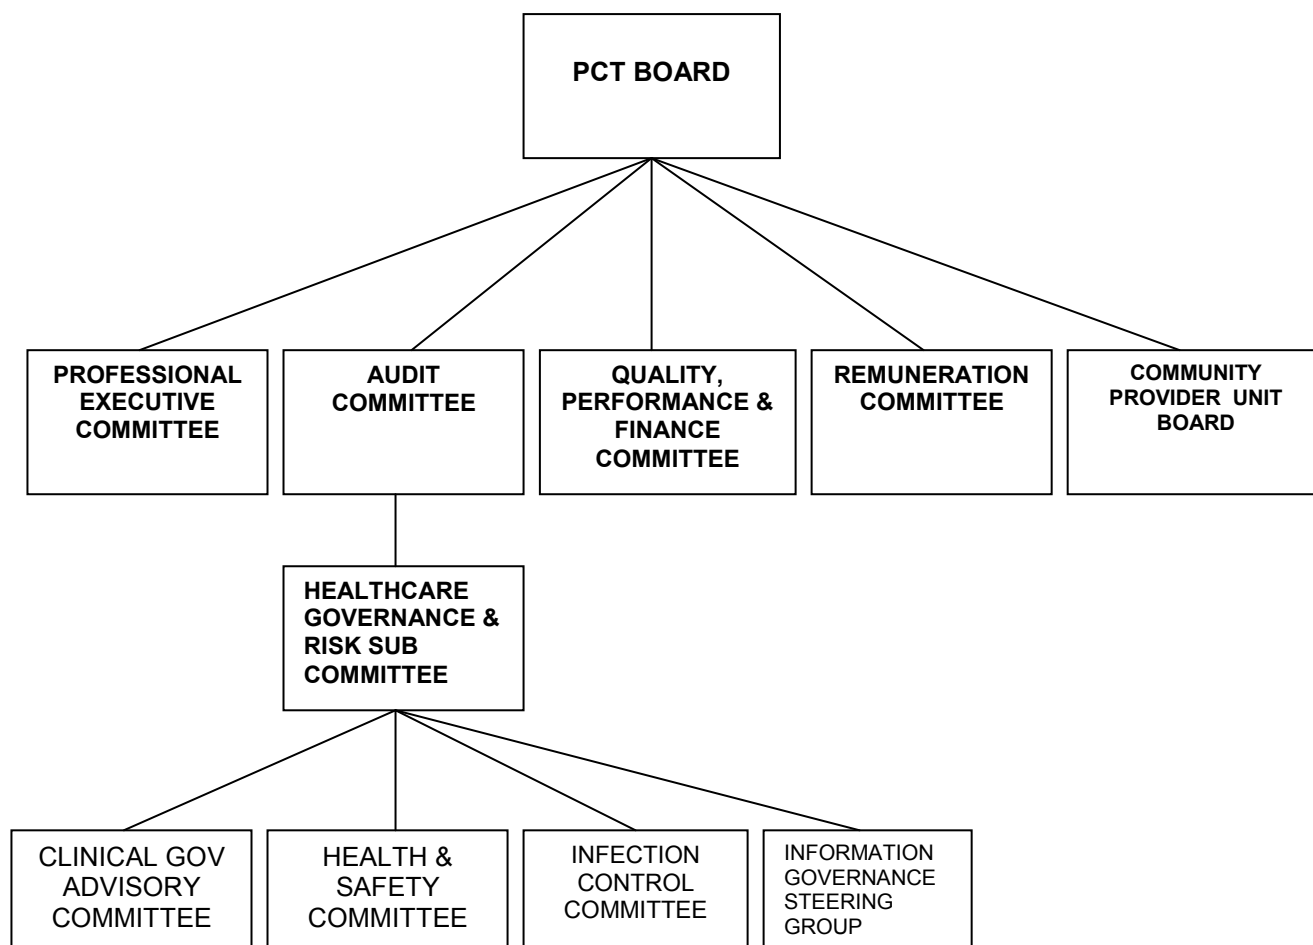 PCT BOARD
PROFESSIONAL
EXECUTIVE
COMMITTEE
AUDIT
COMMITTEE
QUALITY,
PERFORMANCE &
FINANCE
COMMITTEE
REMUNERATION
COMMITTEE
COMMUNITY
PROVIDER UNIT
BOARD
HEALTHCARE
GOVERNANCE &
RISK SUB
COMMITTEE
CLINICAL GOV
ADVISORY
COMMITTEE
HEALTH &
SAFETY
COMMITTEE
INFECTION
CONTROL
COMMITTEE
INFORMATION
GOVERNANCE
STEERING
GROUP